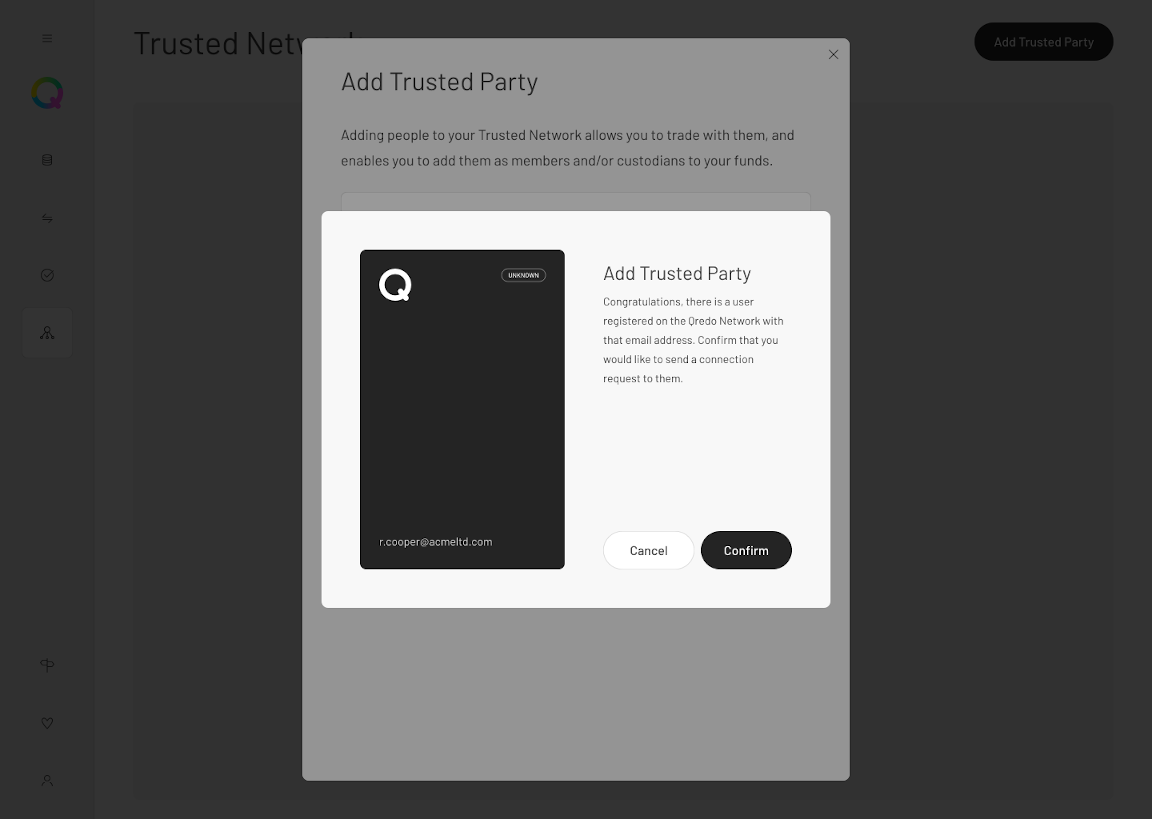 Trusted
Add Trusted Party
Add Trusted Party
Adding people to your Trusted Network allows you to trade with them, and
enables you to add them as members and/or custodians to your funds.
UNKNOWN
r.cooper@acmeltd.com
Add Trusted Party
Congratulations, there is a user
registered on the Qredo Network with
that email address. Confirm that you
would like to send a connection
request to them.
Cancel
Confirm